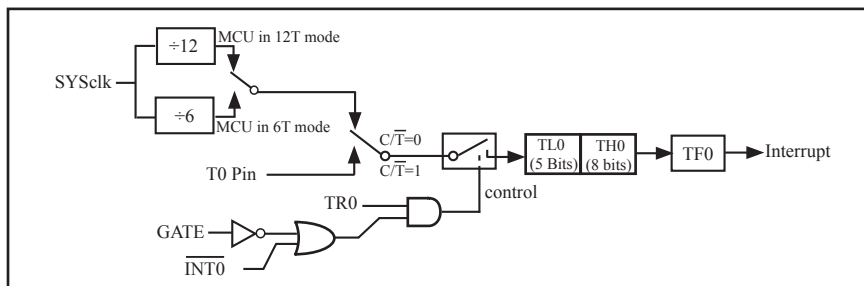 ÷12
MCU in 12T mode
SYSclk
÷6
MCU in 6T mode
C/T̅=0
C/T̅=1
T0 Pin
TL0
(5 Bits)
TH0
(8 bits)
TF0
Interrupt
control
TR0
GATE
I̅N̅T̅0̅